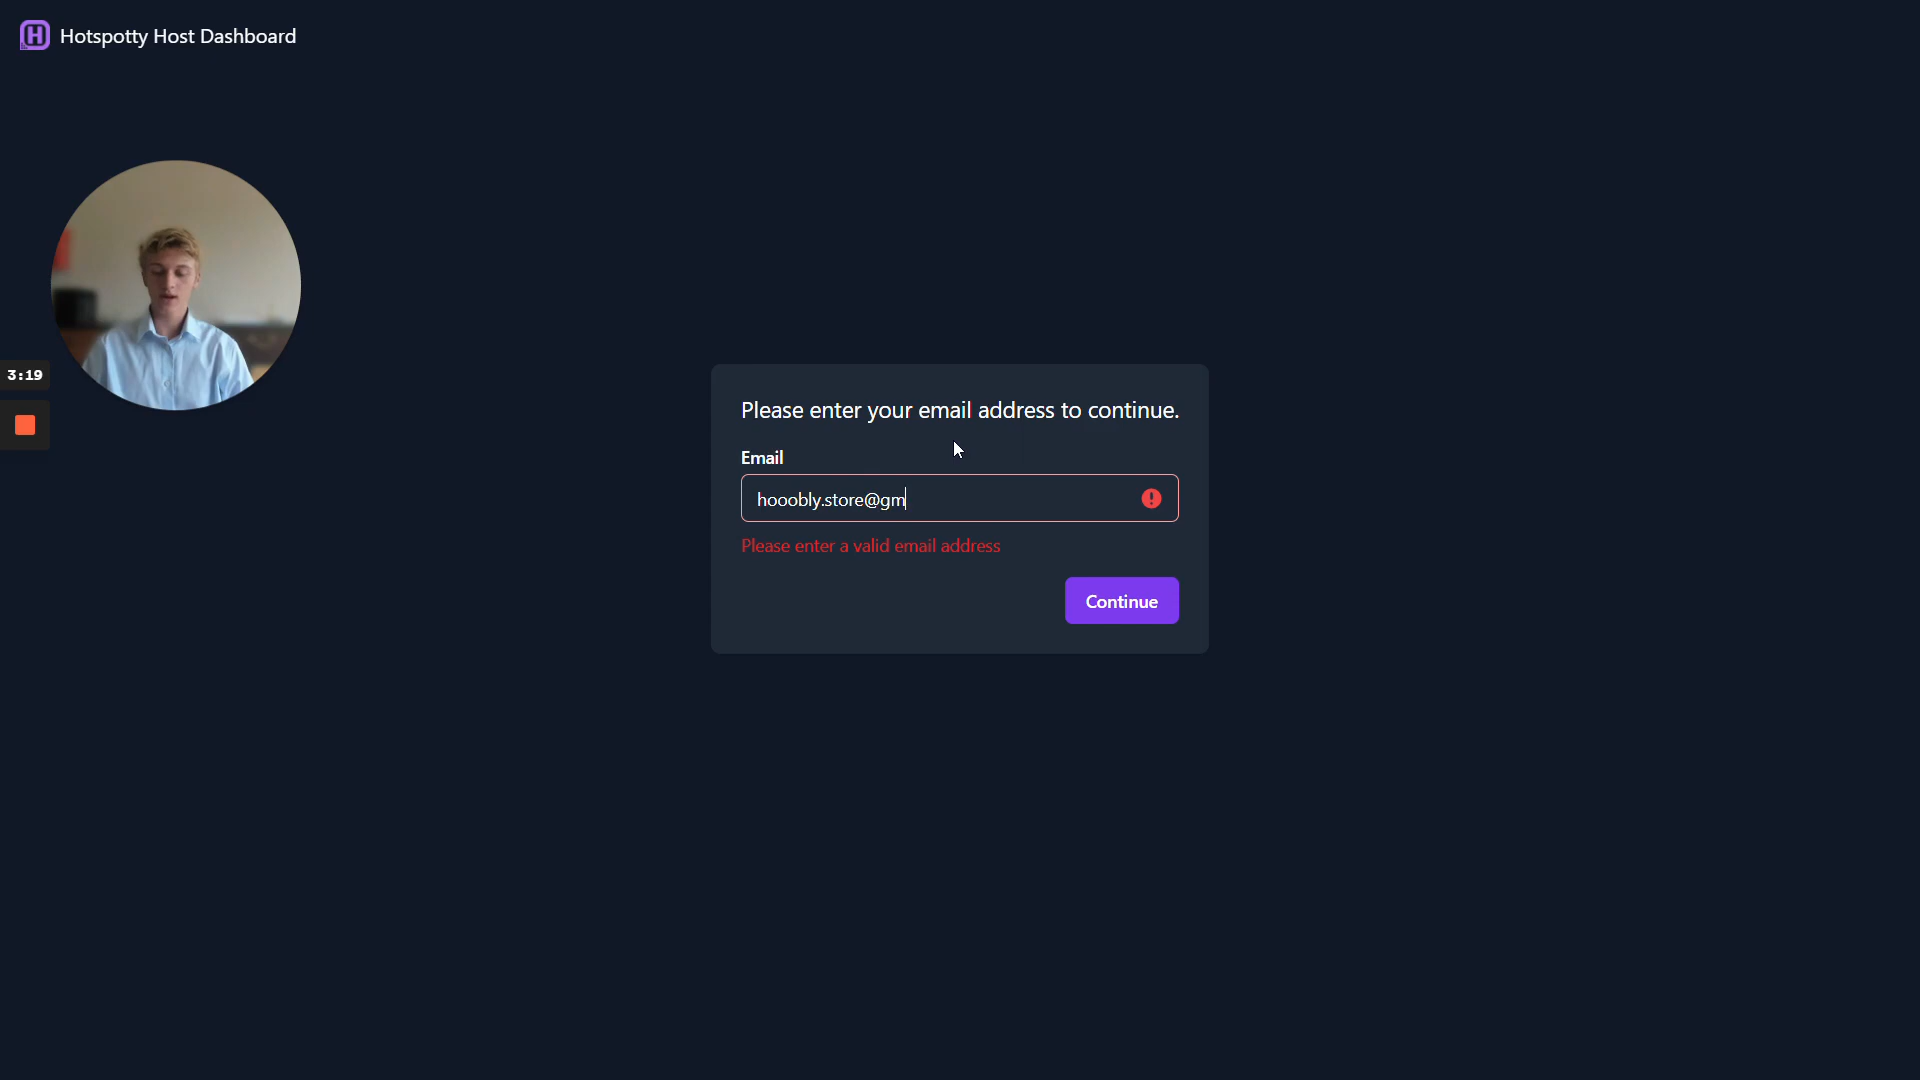 Hotspotty Host Dashboard
3:19
Please enter your email address to continue.
Email
hooobly.store@gm
Please enter a valid email address
Continue